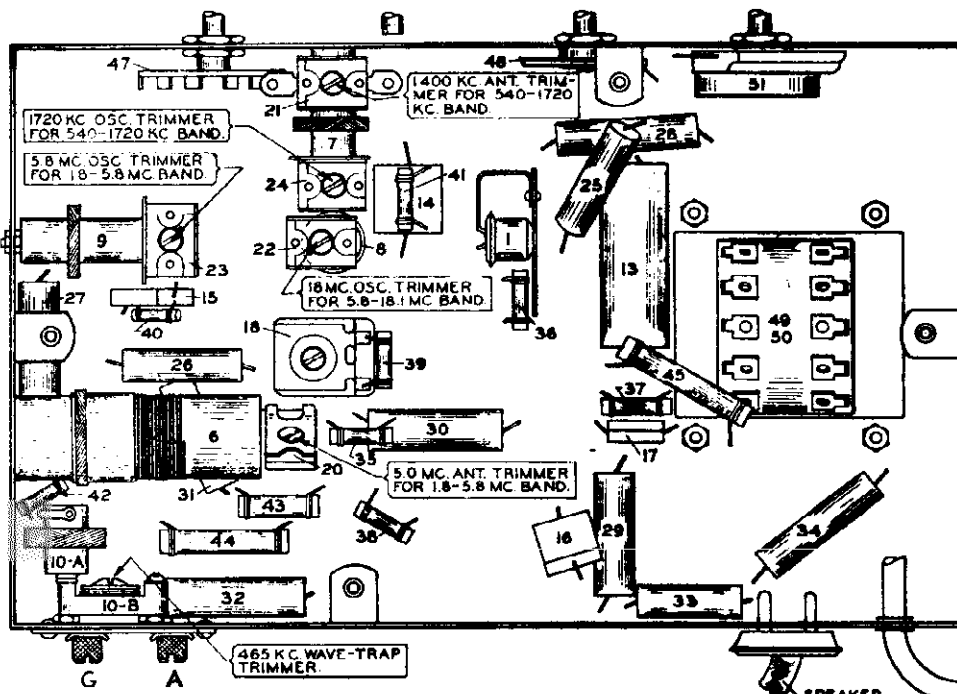 47
48
51
21
1400 KC ANT. TRIM-
MER FOR 540-1720
KC. BAND.
1720 KC. OSC. TRIMMER
FOR 540-1720 KC BAND.
7
28
5.8 MC. OSC TRIMMER
FOR 1.8-5.8 MC. BAND.
24
41
25
14
9
22
8
1
13
23
18 MC. OSC. TRIMMER
FOR 5.8-18.1 MC BAND.
27
15
40
36
49
50
18
39
26
45
37
6
30
35
17
20
5.0 MC. ANT. TRIMMER
FOR 1.8-5.8 MC. BAND.
42
31
43
38
44
16
29
34
10-A
10-B
32
33
465 KC. WAVE-TRAP
TRIMMER.
G
A
SPEAKER